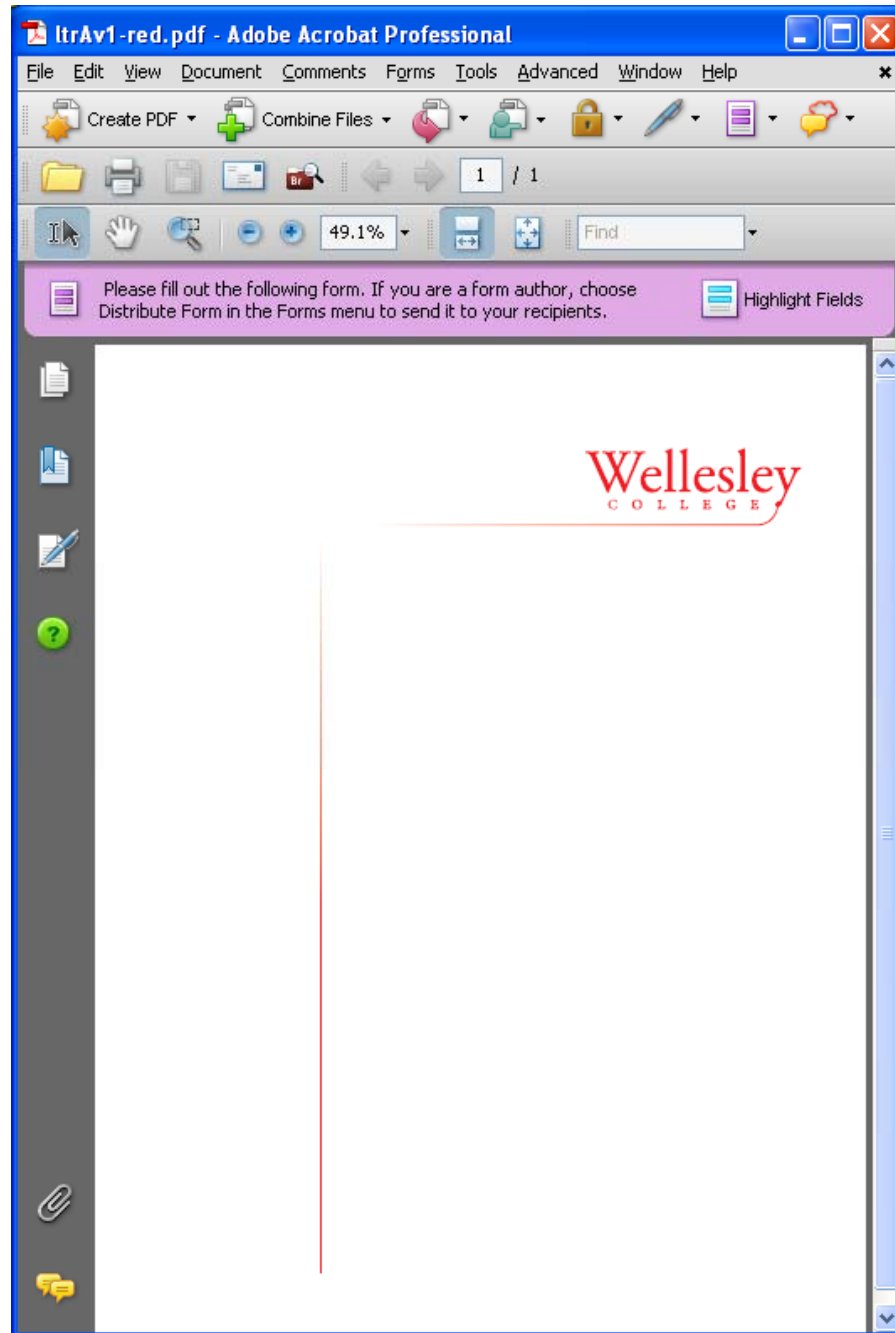 ltrAv1-red.pdf - Adobe Acrobat Professional
File Edit View Document Comments Forms Tools Advanced Window Help
Create PDF Combine Files
Br 1 / 1
49.1% Find
Please fill out the following form. If you are a form author, choose
Distribute Form in the Forms menu to send it to your recipients.
Highlight Fields
Wellesley
COLLEGE